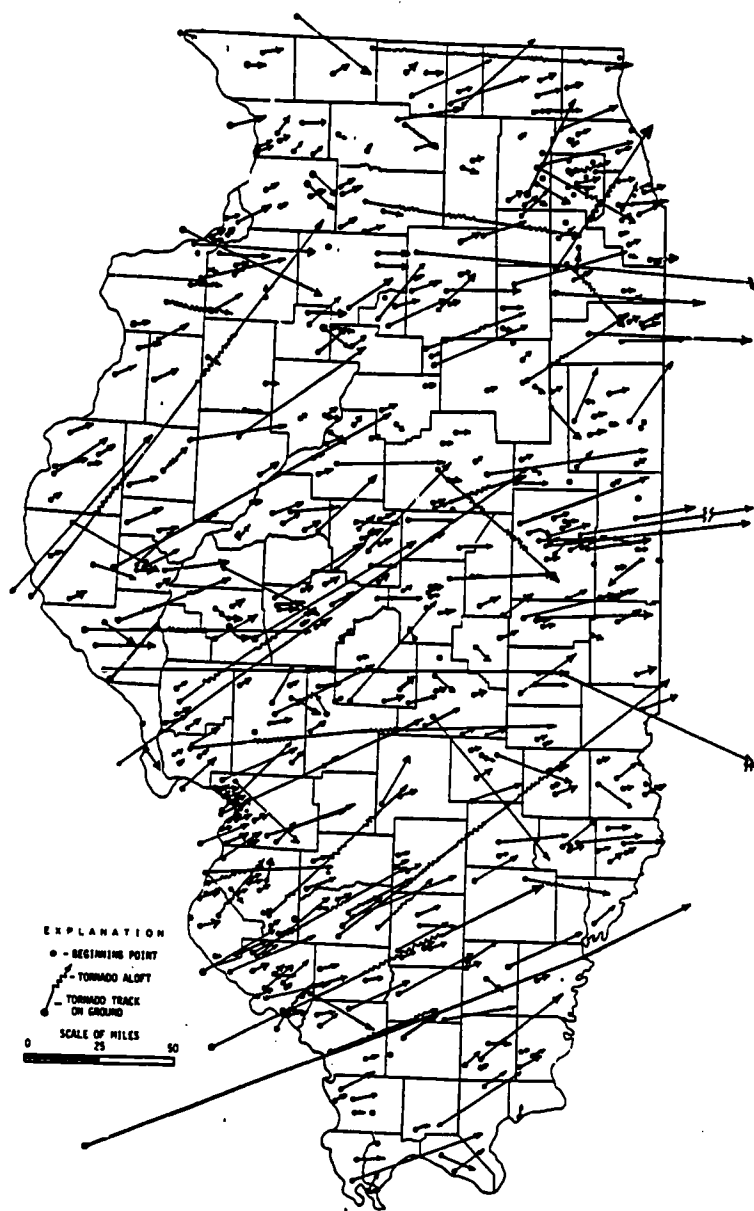 EXPLANATION
- BEGINNING POINT
- TORNADO ALOFT
- TORNADO TRACK
ON GROUND
SCALE OF MILES
0 25 50